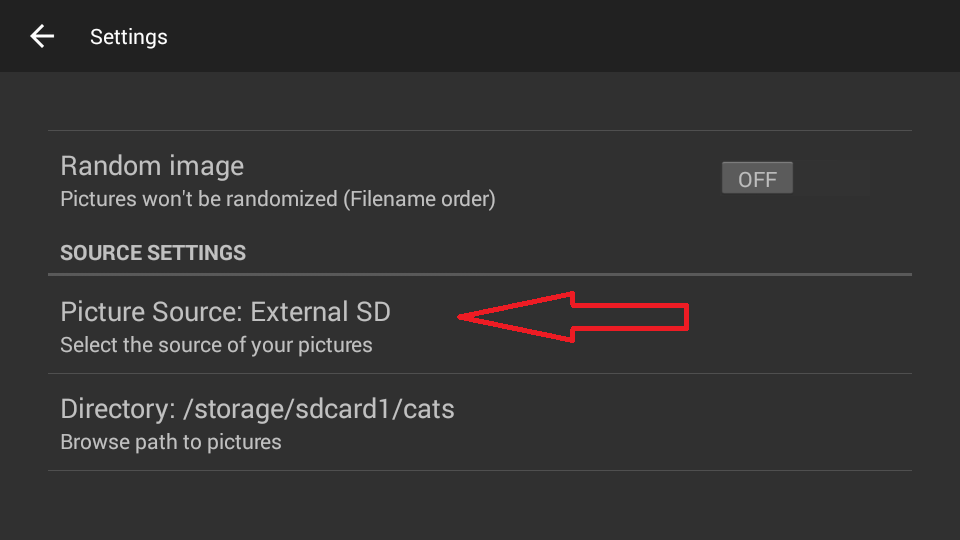 Settings
Random image
OFF
Pictures won't be randomized (Filename order)
SOURCE SETTINGS
Picture Source: External SD
Select the source of your pictures
Directory: /storage/sdcard1/cats
Browse path to pictures